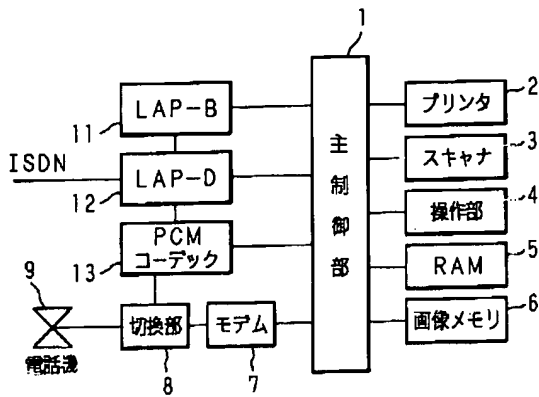 1
LAP-B
11
ISDN
LAP-D
12
PCM
コーデック
13
9
電話機
切換部
8
モデム
7
主制御部
プリンタ
2
スキャナ
3
操作部
4
RAM
5
画像メモリ
6